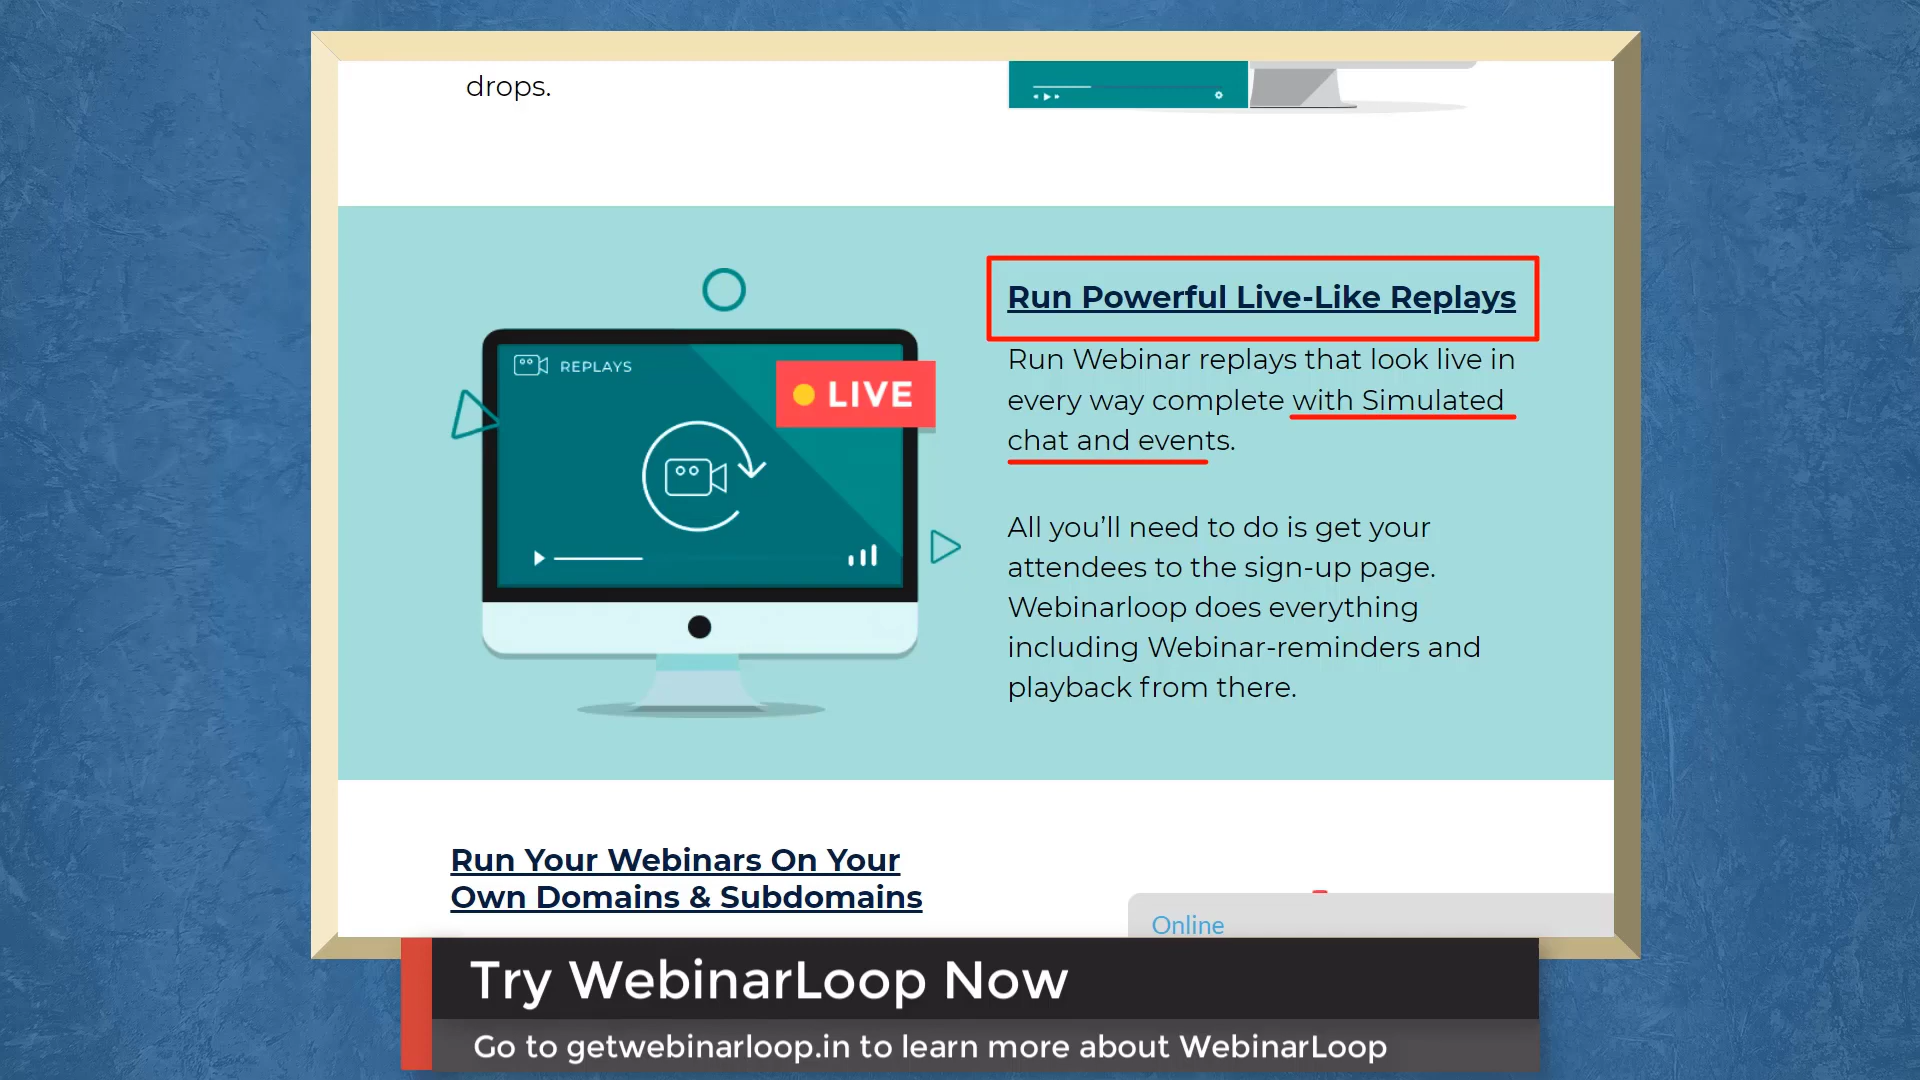 drops.
REPLAYS
LIVE
Run Powerful Live-Like Replays
Run Webinar replays that look live in
every way complete with Simulated
chat and events.
All you’ll need to do is get your
attendees to the sign-up page.
Webinarloop does everything
including Webinar-reminders and
playback from there.
Run Your Webinars On Your
Own Domains & Subdomains
Online
Try WebinarLoop Now
Go to getwebinarloop.in to learn more about WebinarLoop